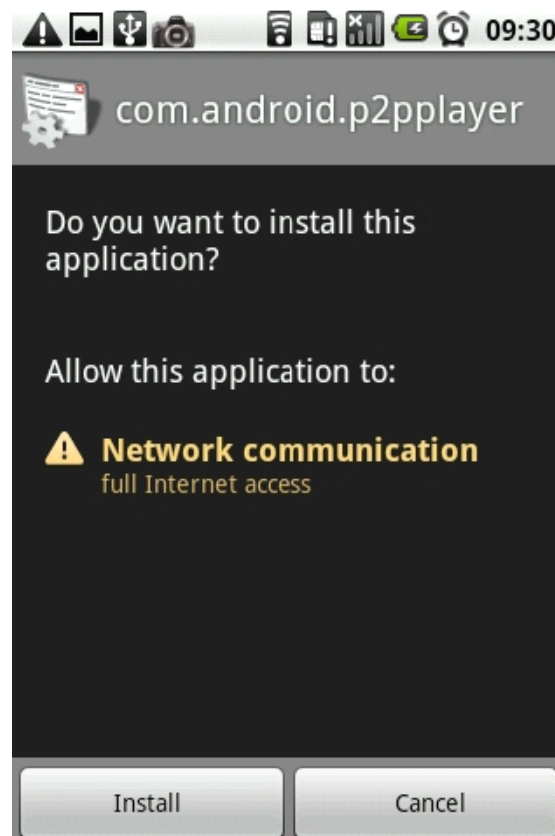 09:30
com.android.p2pplayer
Do you want to install this
application?
Allow this application to:
Network communication
full Internet access
Install
Cancel